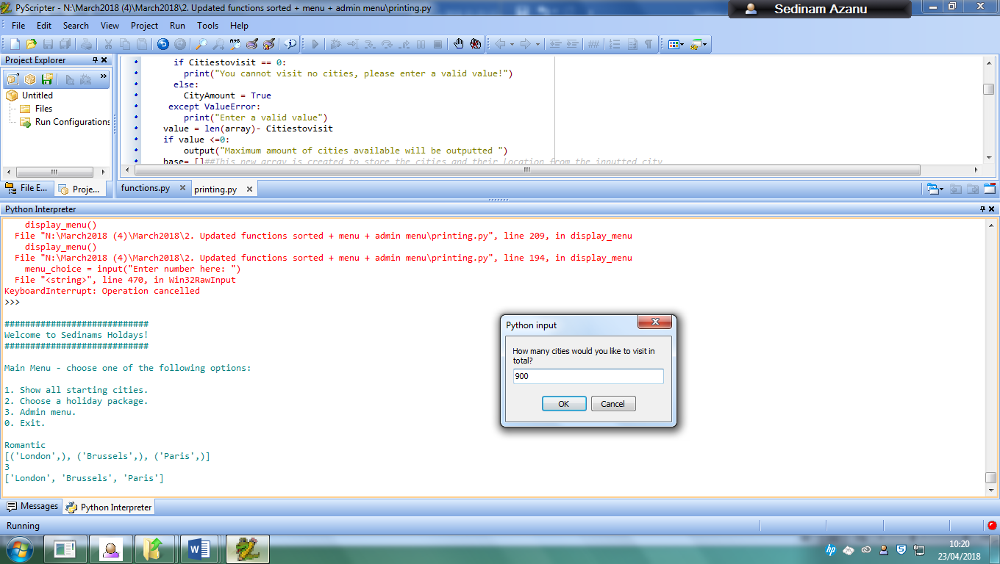 PyScripter - N:\March2018 (4)\March2018\2. Updated functions sorted + menu + admin menu\printing.py
Sedinam Azanu
File Edit Search View Project Run Tools Help
Project Explorer
Untitled
Files
Run Configurations
if Citiestovisit == 0:
print("You cannot visit no cities, please enter a valid value!")
else:
CityAmount = True
except ValueError:
print("Enter a valid value")
value = len(array)- Citiestovisit
if value <=0:
output("Maximum amount of cities available will be outputted ")
base= []##This new array is created to store the cities and their location from the inputted city
File E... Proje...
functions.py printing.py
Python Interpreter
display_menu()
File "N:\March2018 (4)\March2018\2. Updated functions sorted + menu + admin menu\printing.py", line 209, in display_menu
display_menu()
File "N:\March2018 (4)\March2018\2. Updated functions sorted + menu + admin menu\printing.py", line 194, in display_menu
menu_choice = input("Enter number here: ")
File "<string>", line 470, in Win32RawInput
KeyboardInterrupt: Operation cancelled
>>>
############################
Welcome to Sedinams Holdays!
############################
Main Menu - choose one of the following options:
1. Show all starting cities.
2. Choose a holiday package.
3. Admin menu.
0. Exit.
Romantic
[('London',), ('Brussels',), ('Paris',)]
3
['London', 'Brussels', 'Paris']
Python input
How many cities would you like to visit in
total?
900
OK Cancel
Messages Python Interpreter
Running
10:20
23/04/2018